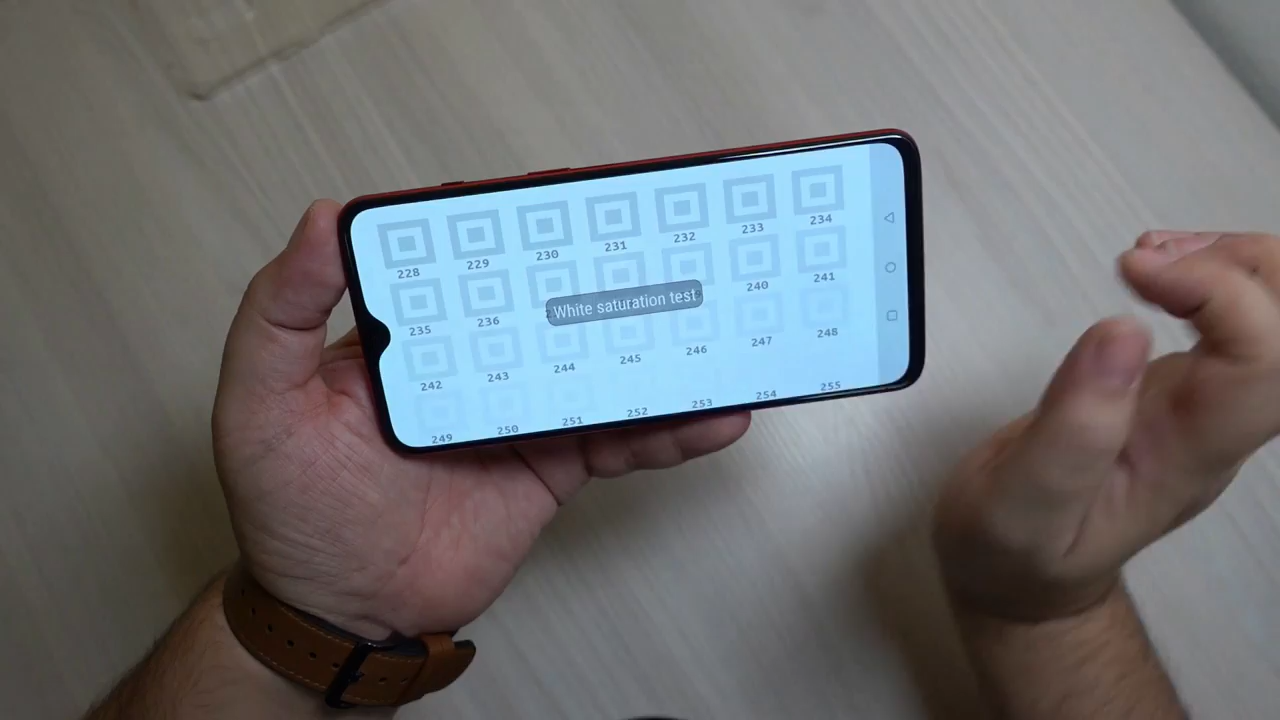 228 229 230 231 232 233 234
235 236 240 241
White saturation test
242 243 244 245 246 247 248
249 250 251 252 253 254 255